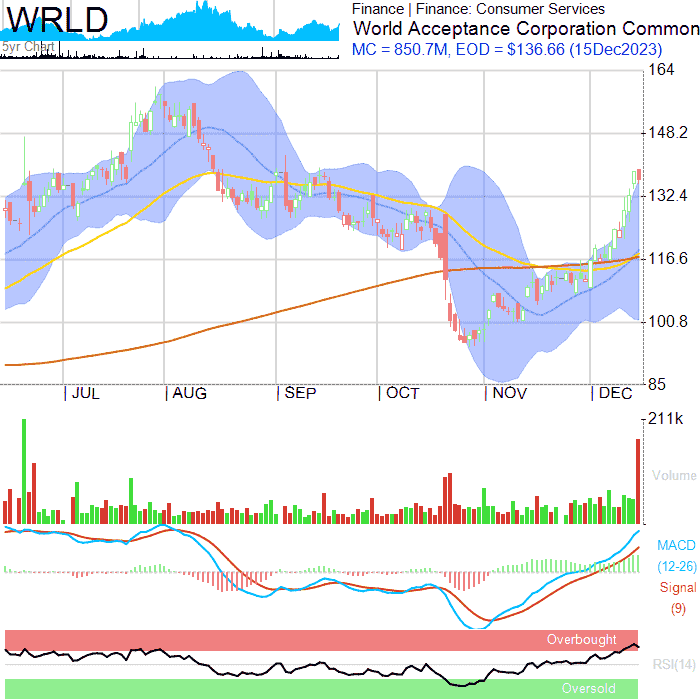 WRLD
Finance | Finance: Consumer Services
World Acceptance Corporation Common
MC = 850.7M, EOD = $136.66 (15Dec2023)
5yr Chart
164
148.2
132.4
116.6
100.8
85
JUL
AUG
SEP
OCT
NOV
DEC
211k
Volume
MACD
(12-26)
Signal
(9)
Overbought
RSI(14)
Oversold